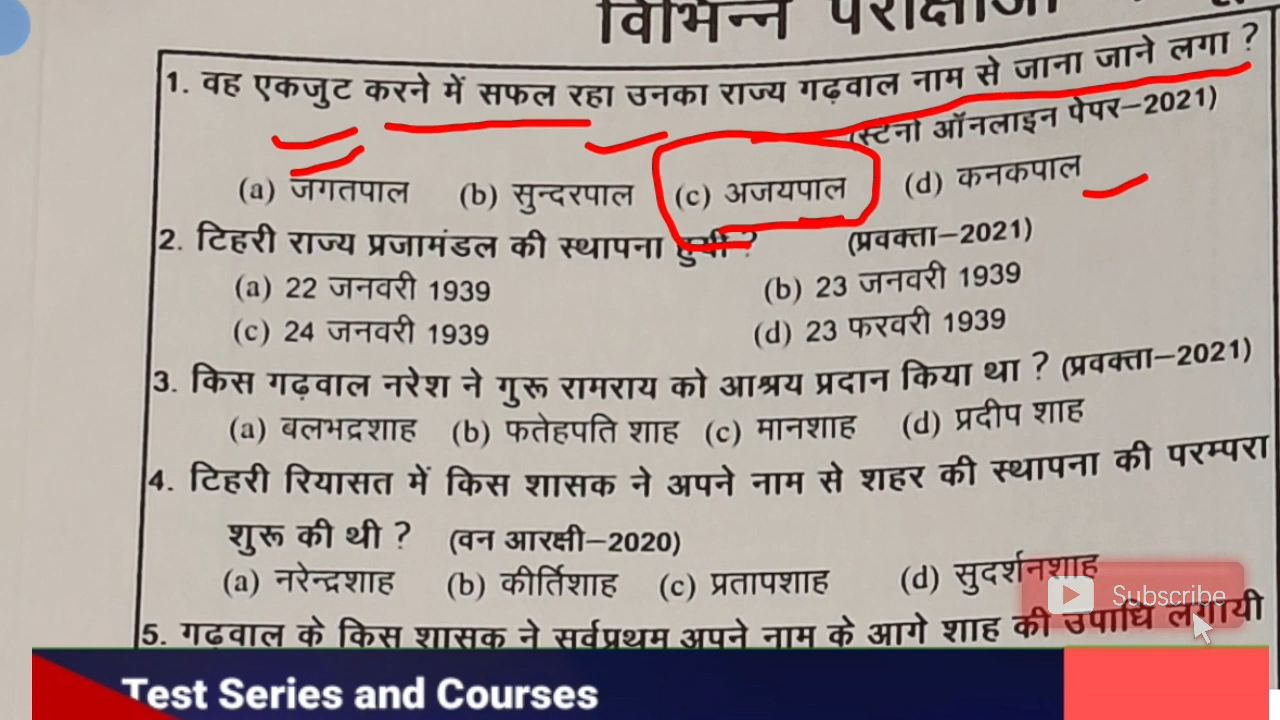 विभिन्न परीक्षाओं
1. वह एकजुट करने में सफल रहा उनका राज्य गढ़वाल नाम से जाना जाने लगा ?
(स्टेनो ऑनलाइन पेपर–2021)
(a) जगतपाल (b) सुन्दरपाल (c) अजयपाल (d) कनकपाल
2. टिहरी राज्य प्रजामंडल की स्थापना हुयी ? (प्रवक्ता–2021)
(a) 22 जनवरी 1939 (b) 23 जनवरी 1939
(c) 24 जनवरी 1939 (d) 23 फरवरी 1939
3. किस गढ़वाल नरेश ने गुरू रामराय को आश्रय प्रदान किया था ? (प्रवक्ता–2021)
(a) बलभद्रशाह (b) फतेहपति शाह (c) मानशाह (d) प्रदीप शाह
4. टिहरी रियासत में किस शासक ने अपने नाम से शहर की स्थापना की परम्परा
शुरू की थी ? (वन आरक्षी–2020)
(a) नरेन्द्रशाह (b) कीर्तिशाह (c) प्रतापशाह (d) सुदर्शनशाह
Subscribe
5. गढ़वाल के किस शासक ने सर्वप्रथम अपने नाम के आगे शाह की उपाधि लगायी
Test Series and Courses